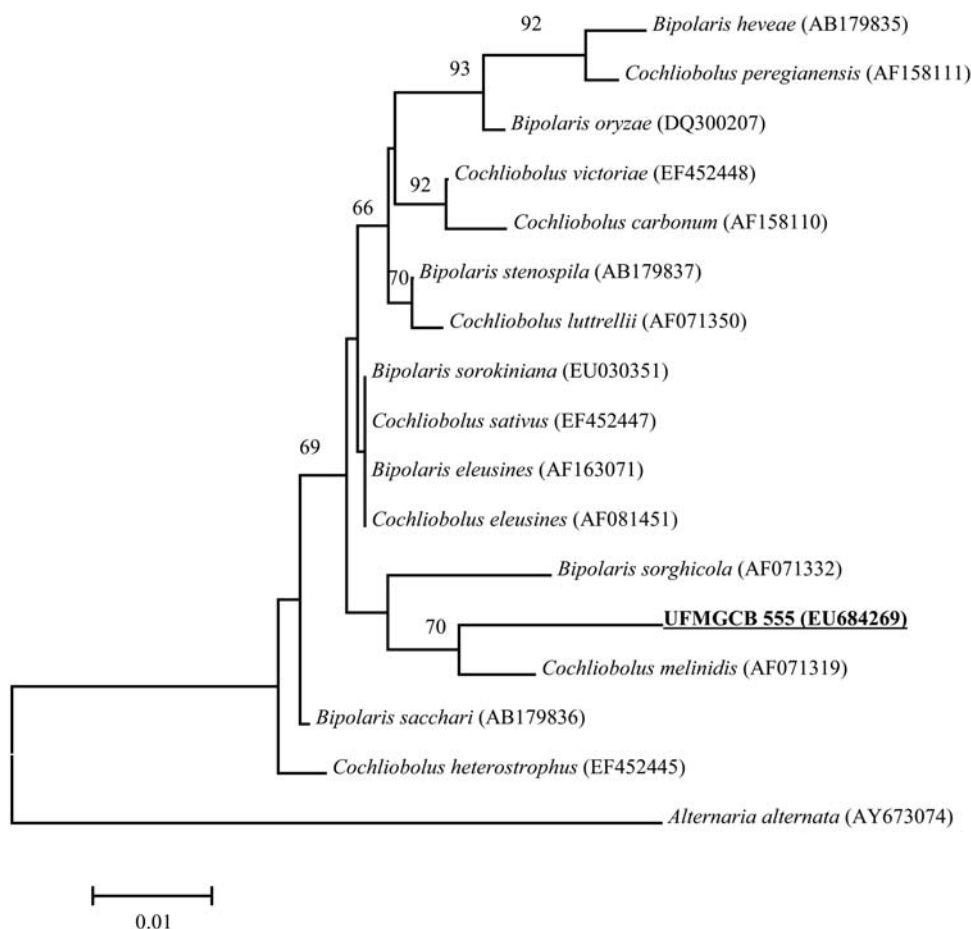 92
Bipolaris heveae (AB179835)
93
Cochliobolus peregianensis (AF158111)
Bipolaris oryzae (DQ300207)
92
Cochliobolus victoriae (EF452448)
66
Cochliobolus carbonum (AF158110)
70
Bipolaris stenospila (AB179837)
Cochliobolus luttrellii (AF071350)
Bipolaris sorokiniana (EU030351)
Cochliobolus sativus (EF452447)
69
Bipolaris eleusines (AF163071)
Cochliobolus eleusines (AF081451)
Bipolaris sorghicola (AF071332)
70
UFMGCB 555 (EU684269)
Cochliobolus melinidis (AF071319)
Bipolaris sacchari (AB179836)
Cochliobolus heterostrophus (EF452445)
Alternaria alternata (AY673074)
0.01